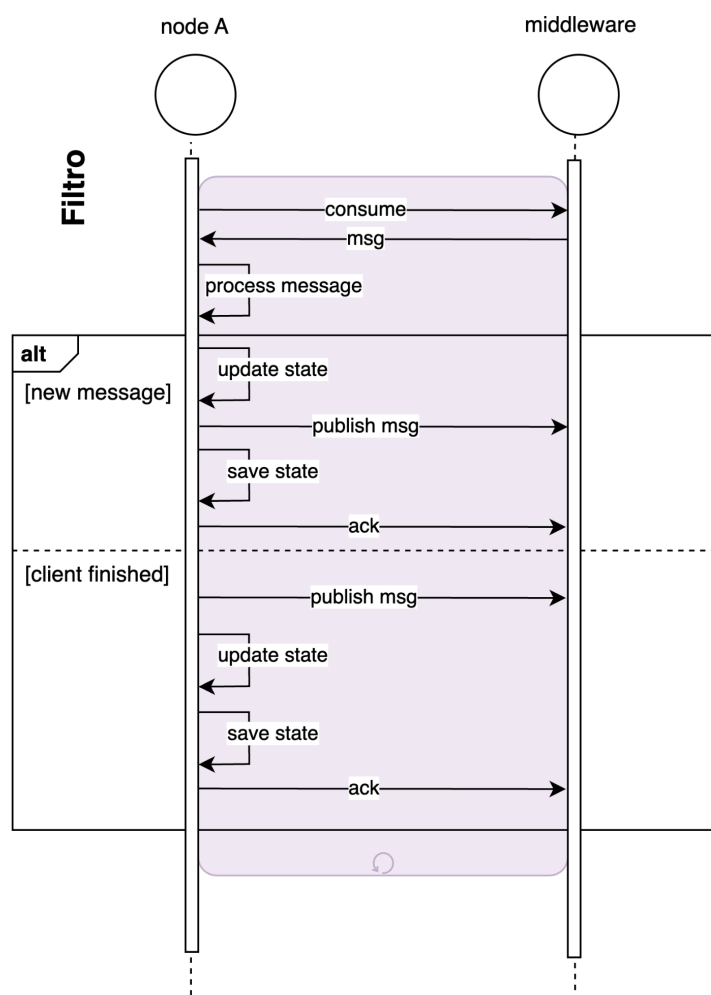 node A
middleware
Filtro
consume
msg
process message
alt
update state
[new message]
publish msg
save state
ack
[client finished]
publish msg
update state
save state
ack